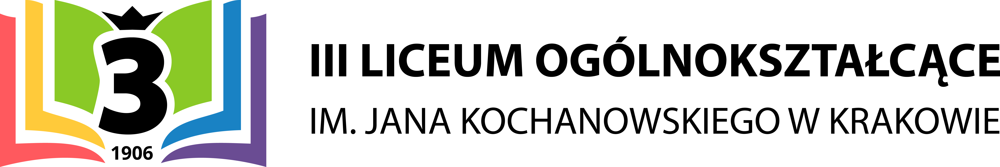 3
1906
III LICEUM OGÓLNOKSZTAŁCĄCE
IM. JANA KOCHANOWSKIEGO W KRAKOWIE